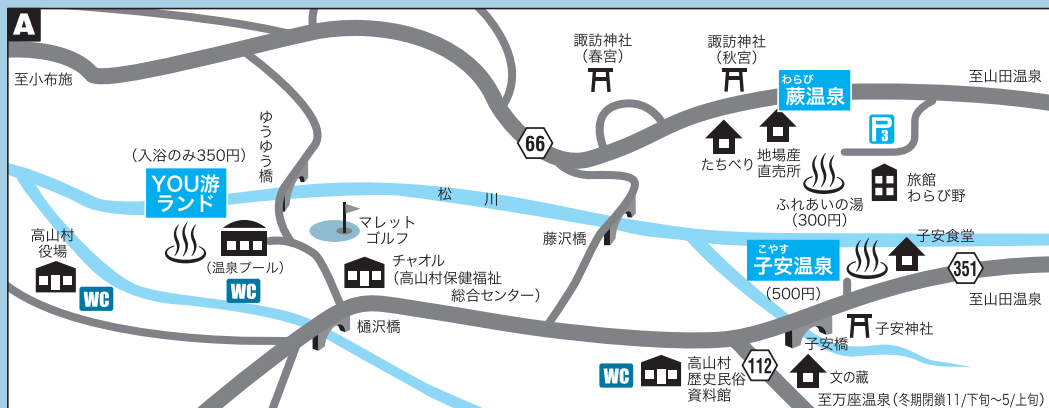 A
至小布施
諏訪神社
（春宮）
諏訪神社
（秋宮）
わらび
蕨温泉
至山田温泉
P
3
66
たちべり
地場産
直売所
ふれあいの湯
（300円）
旅館
わらび野
ゆうゆう橋
（入浴のみ350円）
YOU游
ランド
（温泉プール）
WC
高山村
役場
WC
松川
マレット
ゴルフ
チャオル
（高山村保健福祉
総合センター）
樋沢橋
藤沢橋
こやす
子安温泉
（500円）
子安食堂
351
至山田温泉
子安神社
子安橋
WC
高山村
歴史民俗
資料館
112
文の藏
至万座温泉（冬期閉鎖11/下旬〜5/上旬）